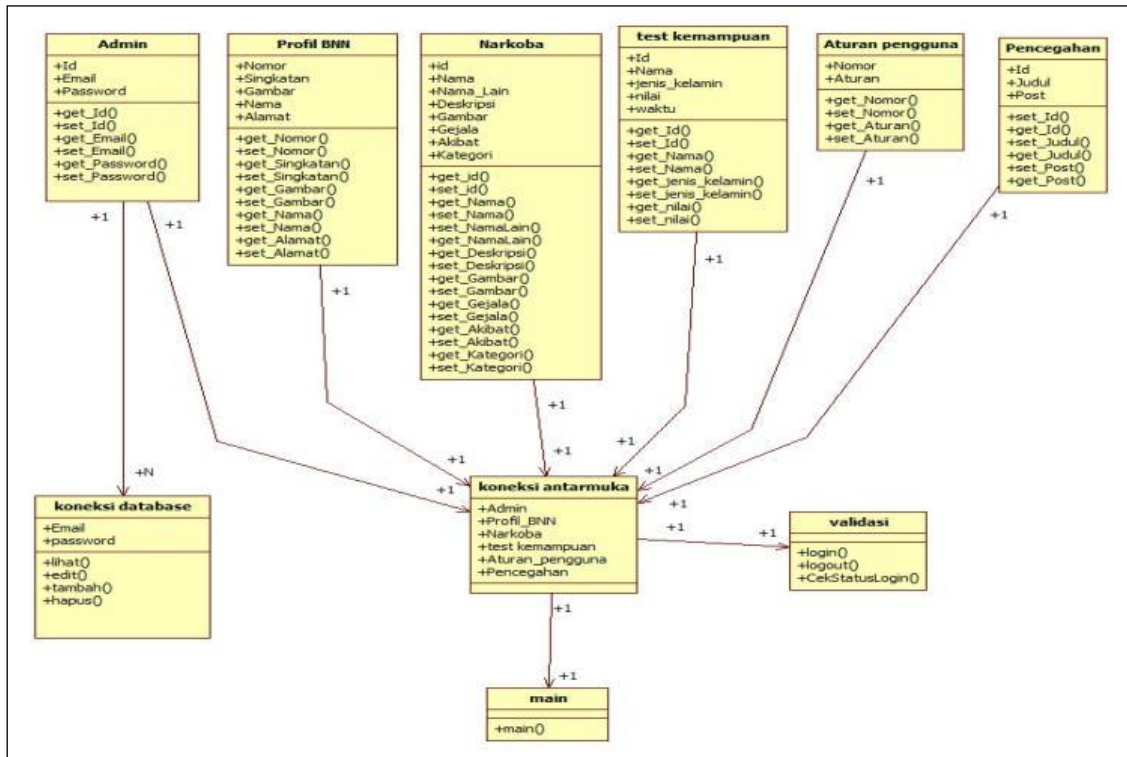 Admin
+Id
+Email
+Password
+get_Id()
+set_Id()
+get_Email()
+set_Email()
+get_Password()
+set_Password()
+1
+1
Profil BNN
+Nomor
+Singkatan
+Gambar
+Nama
+Alamat
+get_Nomor()
+set_Nomor()
+get_Singkatan()
+set_Singkatan()
+get_Gambar()
+set_Gambar()
+get_Nama()
+set_Nama()
+get_Alamat()
+set_Alamat()
+1
Narkoba
+id
+Nama
+Nama_Lain
+Deskripsi
+Gambar
+Gejala
+Akibat
+Kategori
+get_id()
+set_id()
+get_Nama()
+set_Nama()
+set_NamaLain()
+get_NamaLain()
+get_Deskripsi()
+set_Deskripsi()
+get_Gambar()
+set_Gambar()
+get_Gejala()
+set_Gejala()
+get_Akibat()
+set_Akibat()
+get_Kategori()
+set_Kategori()
+1
test kemampuan
+Id
+Nama
+jenis_kelamin
+nilai
+waktu
+get_Id()
+set_Id()
+get_Nama()
+set_Nama()
+get_jenis_kelamin()
+set_jenis_kelamin()
+get_nilai()
+set_nilai()
+1
Aturan pengguna
+Nomor
+Aturan
+get_Nomor()
+set_Nomor()
+get_Aturan()
+set_Aturan()
+1
Pencegahan
+Id
+Judul
+Post
+set_Id()
+get_Id()
+set_Judul()
+get_Judul()
+set_Post()
+get_Post()
+1
+N
koneksi database
+Email
+password
+lihat()
+edit()
+tambah()
+hapus()
+1
+1
+1
+1
+1
+1
koneksi antarmuka
+Admin
+Profil_BNN
+Narkoba
+test kemampuan
+Aturan_pengguna
+Pencegahan
+1
+1
validasi
+login()
+logout()
+CekStatusLogin()
+1
+1
main
+main()